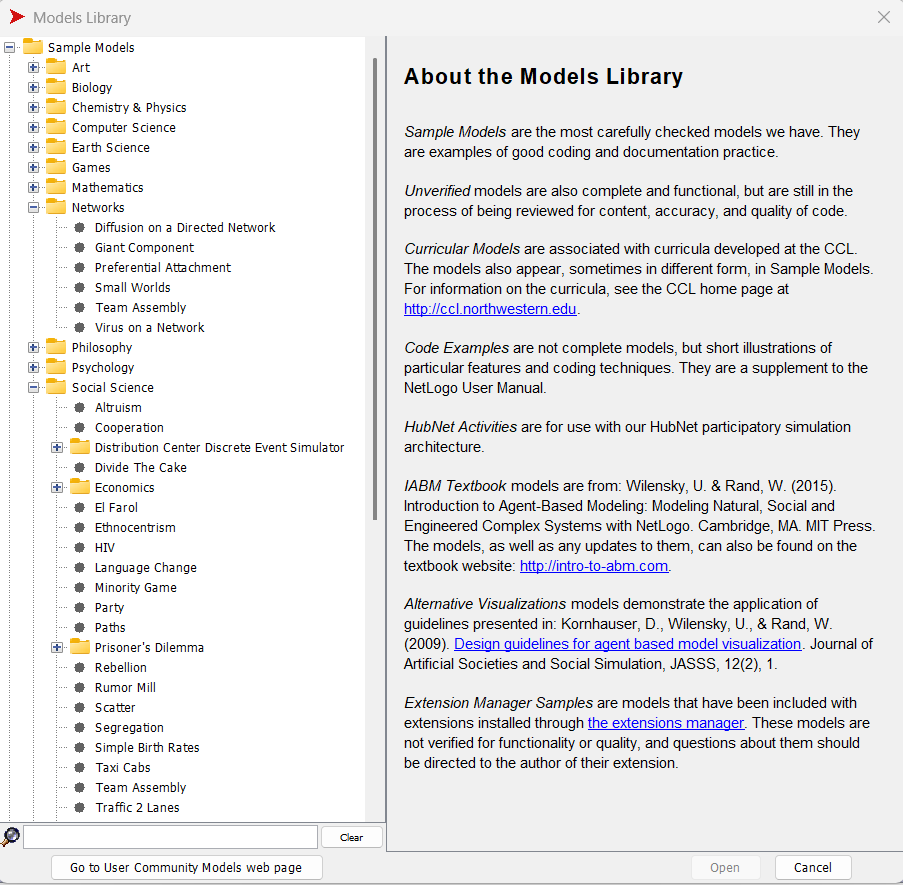 Models Library
Sample Models
Art
Biology
Chemistry & Physics
Computer Science
Earth Science
Games
Mathematics
Networks
Diffusion on a Directed Network
Giant Component
Preferential Attachment
Small Worlds
Team Assembly
Virus on a Network
Philosophy
Psychology
Social Science
Altruism
Cooperation
Distribution Center Discrete Event Simulator
Divide The Cake
Economics
El Farol
Ethnocentrism
HIV
Language Change
Minority Game
Party
Paths
Prisoner's Dilemma
Rebellion
Rumor Mill
Scatter
Segregation
Simple Birth Rates
Taxi Cabs
Team Assembly
Traffic 2 Lanes
Clear
About the Models Library
Sample Models are the most carefully checked models we have. They
are examples of good coding and documentation practice.
Unverified models are also complete and functional, but are still in the
process of being reviewed for content, accuracy, and quality of code.
Curricular Models are associated with curricula developed at the CCL.
The models also appear, sometimes in different form, in Sample Models.
For information on the curricula, see the CCL home page at
http://ccl.northwestern.edu.
Code Examples are not complete models, but short illustrations of
particular features and coding techniques. They are a supplement to the
NetLogo User Manual.
HubNet Activities are for use with our HubNet participatory simulation
architecture.
IABM Textbook models are from: Wilensky, U. & Rand, W. (2015).
Introduction to Agent-Based Modeling: Modeling Natural, Social and
Engineered Complex Systems with NetLogo. Cambridge, MA. MIT Press.
The models, as well as any updates to them, can also be found on the
textbook website: http://intro-to-abm.com.
Alternative Visualizations models demonstrate the application of
guidelines presented in: Kornhauser, D., Wilensky, U., & Rand, W.
(2009). Design guidelines for agent based model visualization. Journal of
Artificial Societies and Social Simulation, JASSS, 12(2), 1.
Extension Manager Samples are models that have been included with
extensions installed through the extensions manager. These models are
not verified for functionality or quality, and questions about them should
be directed to the author of their extension.
Go to User Community Models web page
Open
Cancel